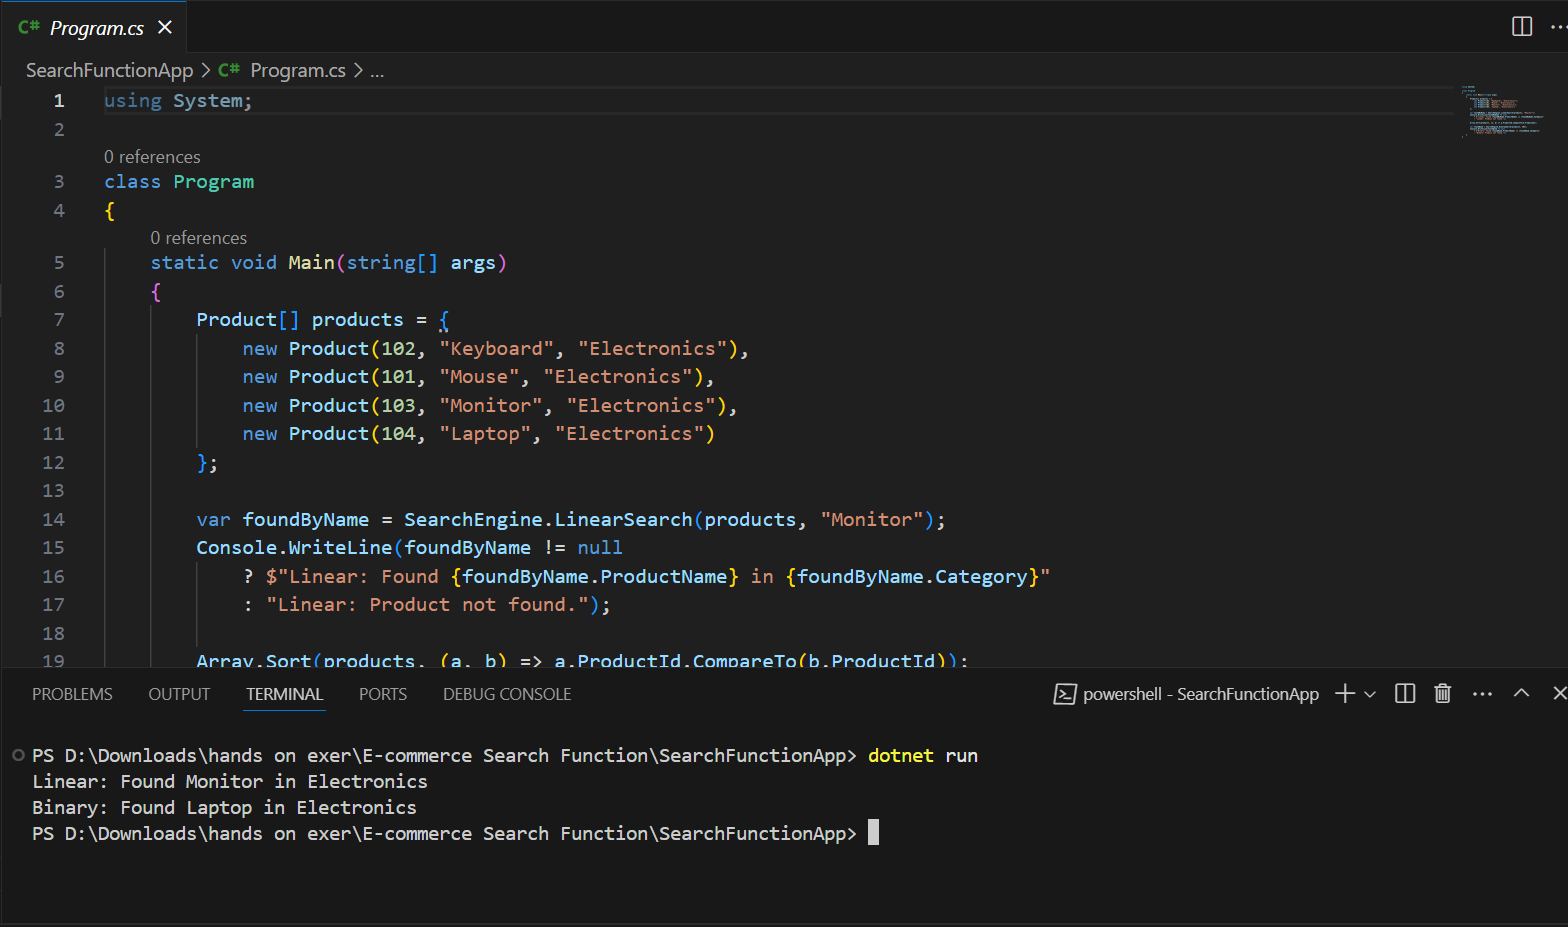 C# Program.cs
SearchFunctionApp > C# Program.cs > ...
1 using System;
2
0 references
3 class Program
4 {
0 references
5 static void Main(string[] args)
6 {
7 Product[] products = {
8 new Product(102, "Keyboard", "Electronics"),
9 new Product(101, "Mouse", "Electronics"),
10 new Product(103, "Monitor", "Electronics"),
11 new Product(104, "Laptop", "Electronics")
12 };
13
14 var foundByName = SearchEngine.LinearSearch(products, "Monitor");
15 Console.WriteLine(foundByName != null
16 ? $"Linear: Found {foundByName.ProductName} in {foundByName.Category}"
17 : "Linear: Product not found.");
18
19 Array.Sort(products, (a, b) => a.ProductId.CompareTo(b.ProductId));
PROBLEMS OUTPUT TERMINAL PORTS DEBUG CONSOLE powershell - SearchFunctionApp
PS D:\Downloads\hands on exer\E-commerce Search Function\SearchFunctionApp> dotnet run
Linear: Found Monitor in Electronics
Binary: Found Laptop in Electronics
PS D:\Downloads\hands on exer\E-commerce Search Function\SearchFunctionApp>